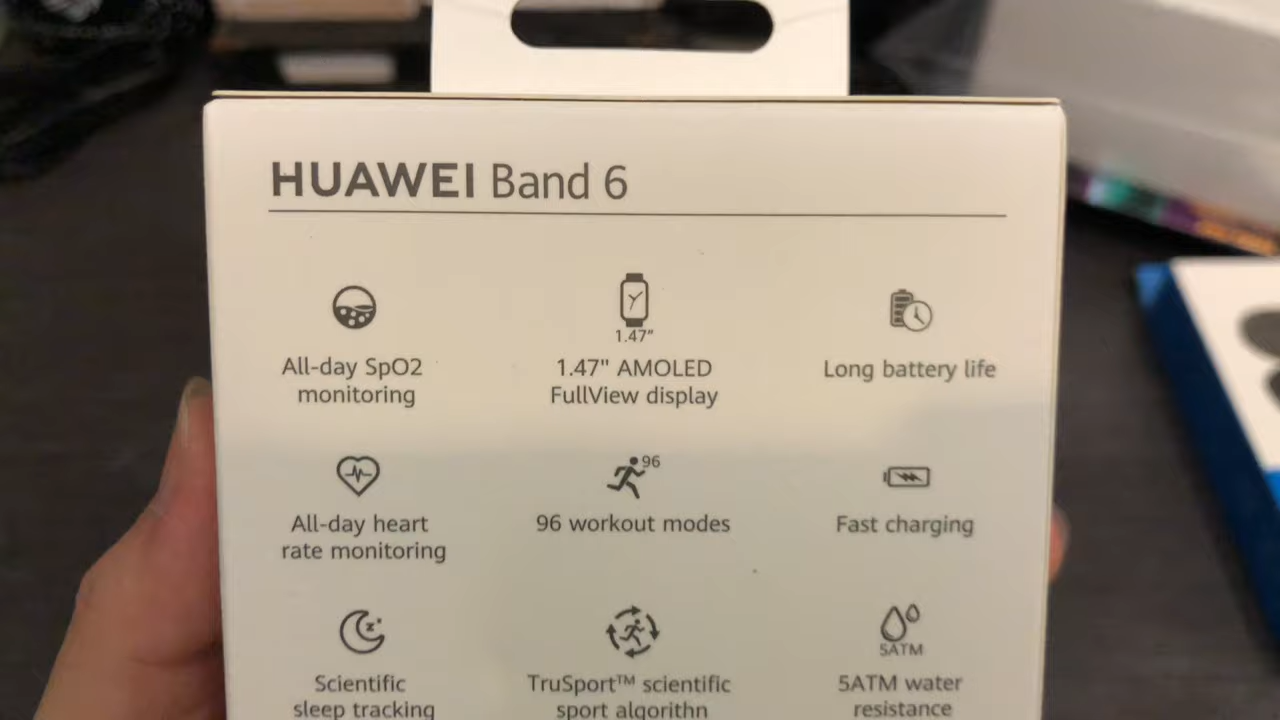 HUAWEI Band 6
1.47"
All-day SpO2
monitoring
1.47" AMOLED
FullView display
Long battery life
96
All-day heart
rate monitoring
96 workout modes
Fast charging
z
5ATM
Scientific
sleep tracking
TruSport™ scientific
sport algorithn
5ATM water
resistance